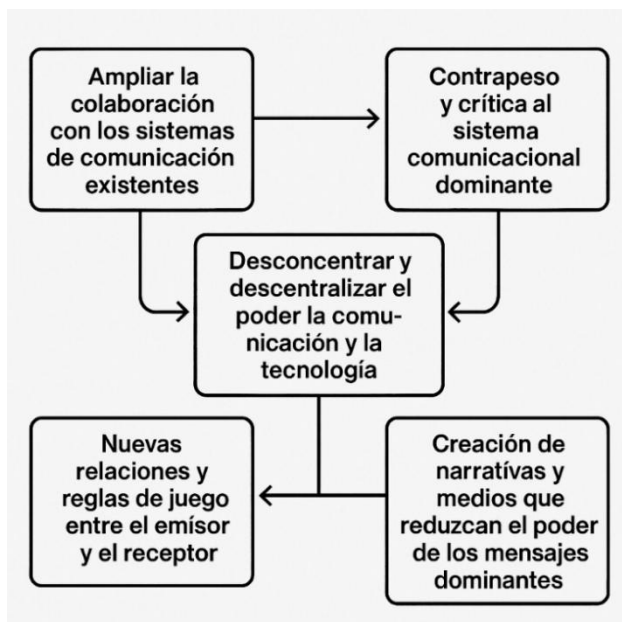 Ampliar la
colaboración
con los sistemas
de comunicación
existentes
Contrapeso
y crítica al
sistema
comunicacional
dominante
Desconcentrar y
descentralizar el
poder la comu-
nicación y la
tecnología
Nuevas
relaciones y
reglas de juego
entre el emísor
y el receptor
Creación de
narratívas y
medios que
reduzcan el poder
de los mensajes
dominantes